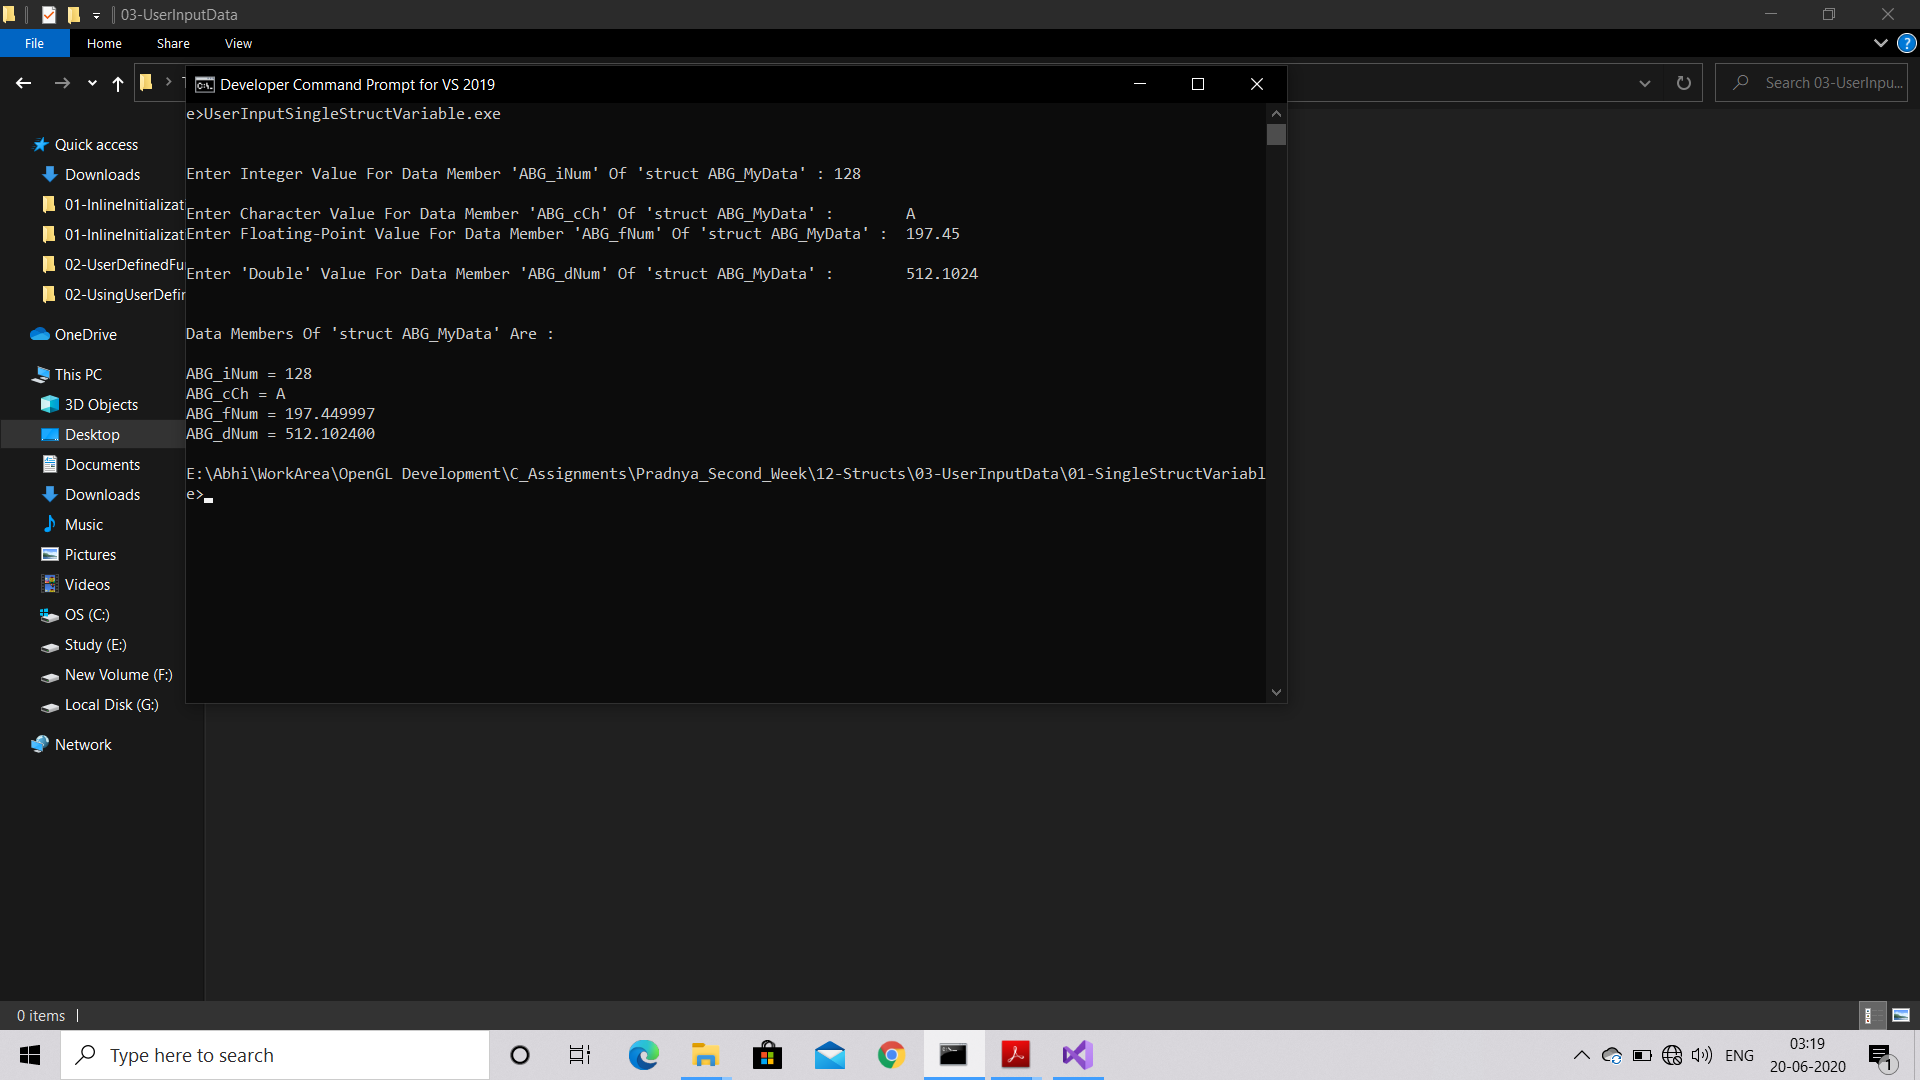 03-UserInputData
File Home Share View
Search 03-UserInpu...
Developer Command Prompt for VS 2019
e>UserInputSingleStructVariable.exe
Enter Integer Value For Data Member 'ABG_iNum' Of 'struct ABG_MyData' : 128
Enter Character Value For Data Member 'ABG_cCh' Of 'struct ABG_MyData' : A
Enter Floating-Point Value For Data Member 'ABG_fNum' Of 'struct ABG_MyData' : 197.45
Enter 'Double' Value For Data Member 'ABG_dNum' Of 'struct ABG_MyData' : 512.1024
Data Members Of 'struct ABG_MyData' Are :
ABG_iNum = 128
ABG_cCh = A
ABG_fNum = 197.449997
ABG_dNum = 512.102400
E:\Abhi\WorkArea\OpenGL Development\C_Assignments\Pradnya_Second_Week\12-Structs\03-UserInputData\01-SingleStructVariabl
e>
Quick access
Downloads
01-InlineInitializat
01-InlineInitializat
02-UserDefinedFu
02-UsingUserDefin
OneDrive
This PC
3D Objects
Desktop
Documents
Downloads
Music
Pictures
Videos
OS (C:)
Study (E:)
New Volume (F:)
Local Disk (G:)
Network
0 items
Type here to search
ENG
03:19
20-06-2020
1